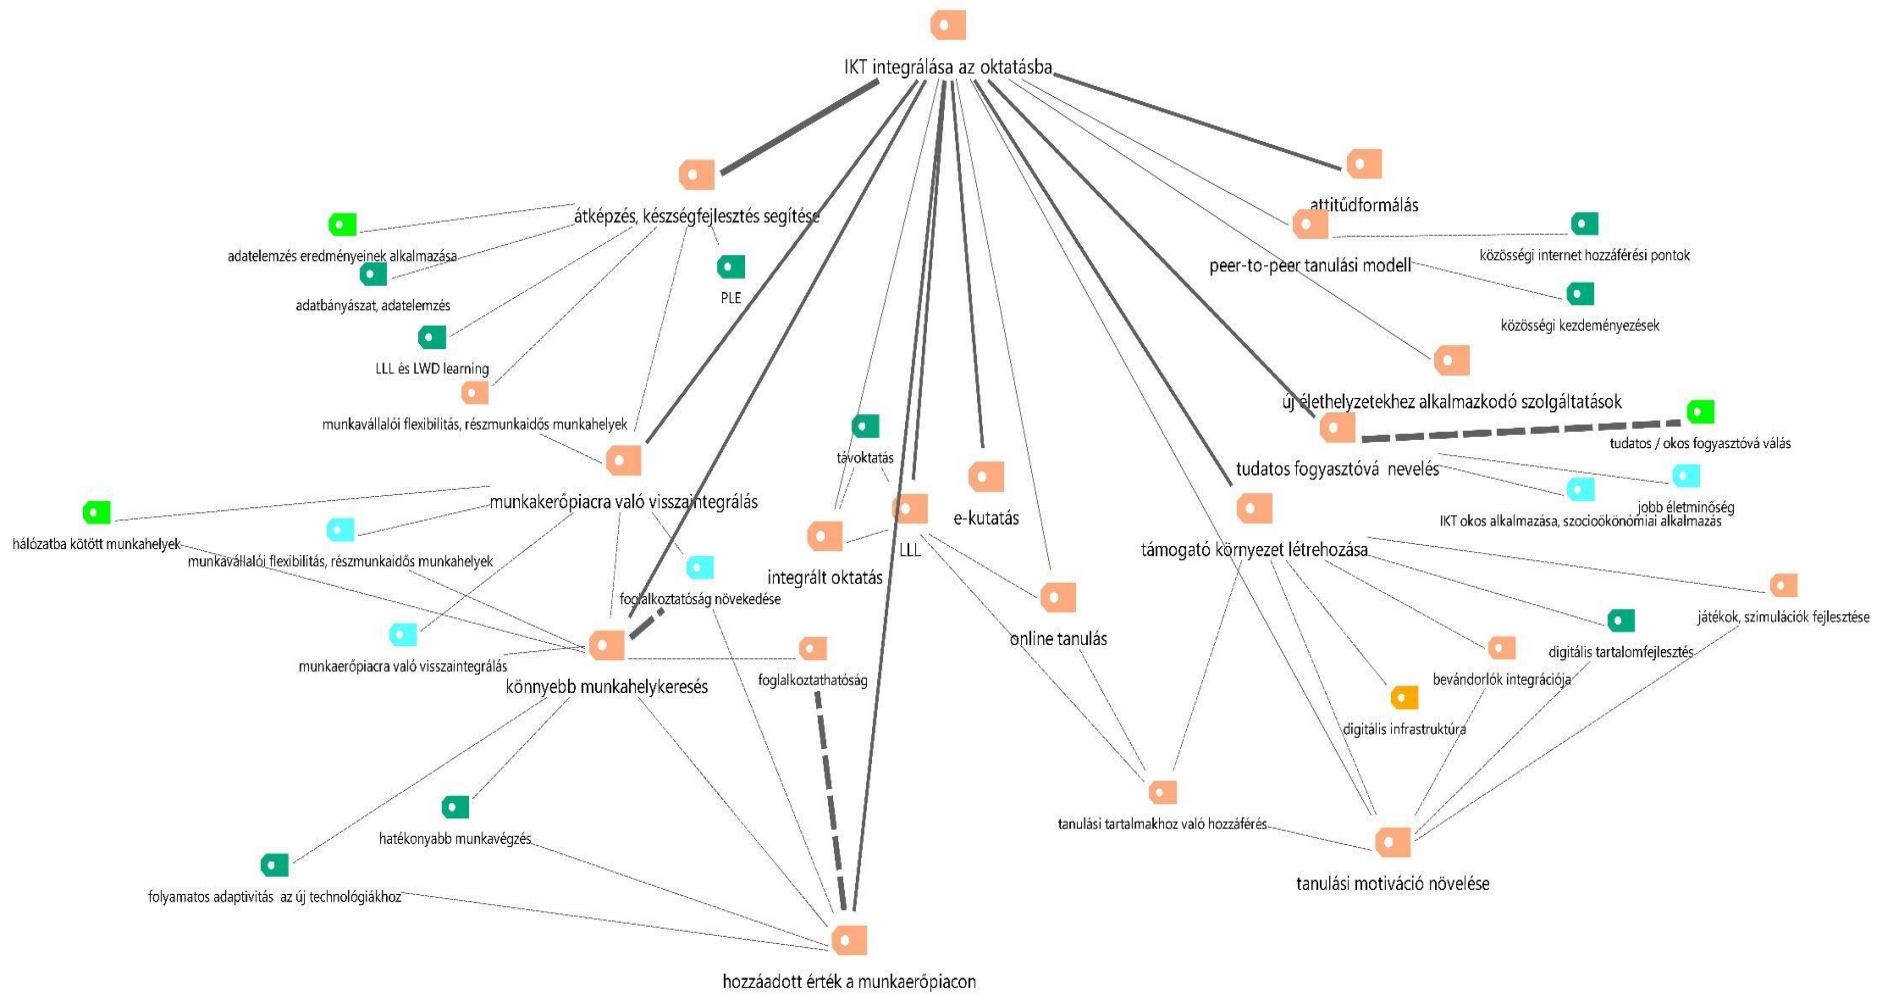 IKT integrálása az oktatásba
attitűdformálás
átképzés, készségfejlesztés segítése
adatelemzés eredményeinek alkalmazása
közösségi internet hozzáférési pontok
peer-to-peer tanulási modell
PLE
adatbányászat, adatelemzés
közösségi kezdeményezések
LLL és LWD learning
új élethelyzetekhez alkalmazkodó szolgáltatások
munkavállalói flexibilitás, részmunkaidős munkahelyek
tudatos / okos fogyasztóvá válás
távoktatás
tudatos fogyasztóvá nevelés
munkakerőpiacra való visszaintegrálás
jobb életminőség
e-kutatás
IKT okos alkalmazása, szocioökonómiai alkalmazás
hálózatba kötött munkahelyek
LLL
támogató környezet létrehozása
munkavállalói flexibilitás, részmunkaidős munkahelyek
integrált oktatás
foglalkoztatóság növekedése
játékok, szimulációk fejlesztése
online tanulás
digitális tartalomfejlesztés
munkaerőpiacra való visszaintegrálás
foglalkoztathatóság
bevándorlók integrációja
könnyebb munkahelykeresés
digitális infrastruktúra
tanulási tartalmakhoz való hozzáférés
hatékonyabb munkavégzés
tanulási motiváció növelése
folyamatos adaptivitás az új technológiákhoz
hozzáadott érték a munkaerőpiacon